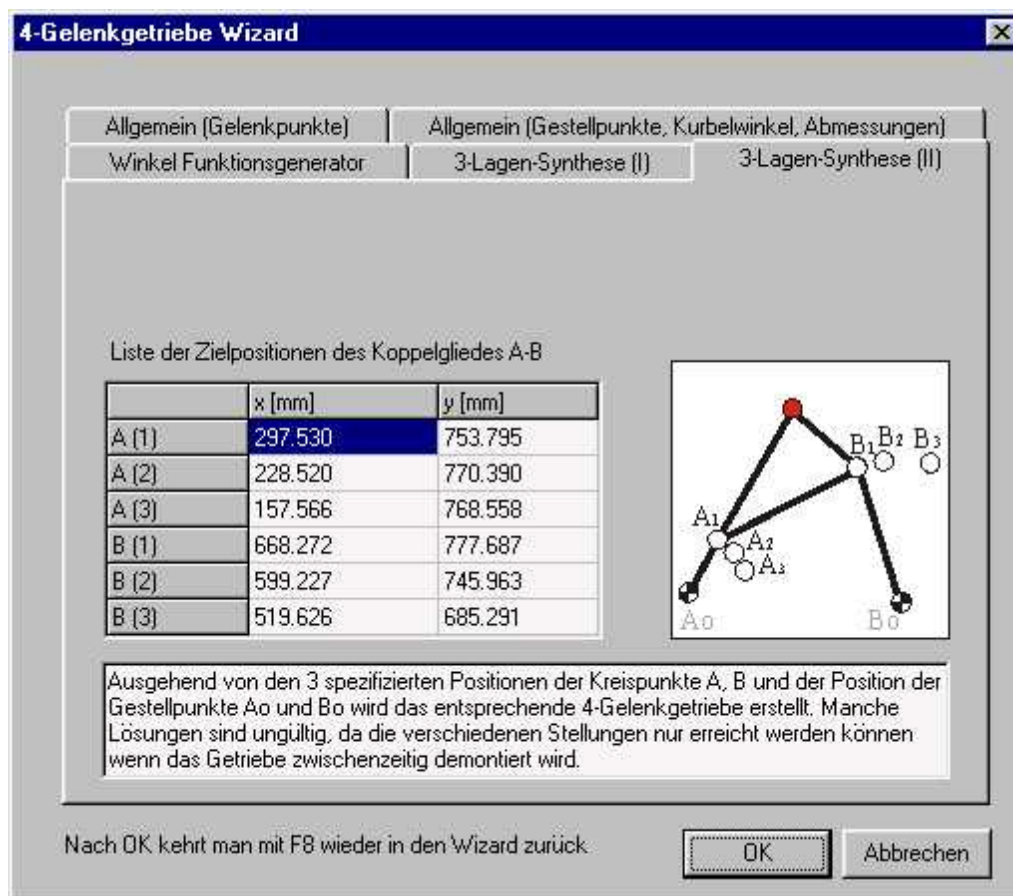 4-Gelenkgetriebe Wizard
Allgemein (Gelenkpunkte) Allgemein (Gestellpunkte, Kurbelwinkel, Abmessungen)
Winkel Funktionsgenerator 3-Lagen-Synthese (I) 3-Lagen-Synthese (II)
Liste der Zielpositionen des Koppelgliedes A-B
x [mm] y [mm]
A (1) 297.530 753.795
A (2) 228.520 770.390
A (3) 157.566 768.558
B (1) 668.272 777.687
B (2) 599.227 745.963
B (3) 519.626 685.291
B1 B2 B3
A1
A2
A3
Ao Bo
Ausgehend von den 3 spezifizierten Positionen der Kreispunkte A, B und der Position der
Gestellpunkte Ao und Bo wird das entsprechende 4-Gelenkgetriebe erstellt. Manche
Lösungen sind ungültig, da die verschiedenen Stellungen nur erreicht werden können
wenn das Getriebe zwischenzeitig demontiert wird.
Nach OK kehrt man mit F8 wieder in den Wizard zurück
OK Abbrechen